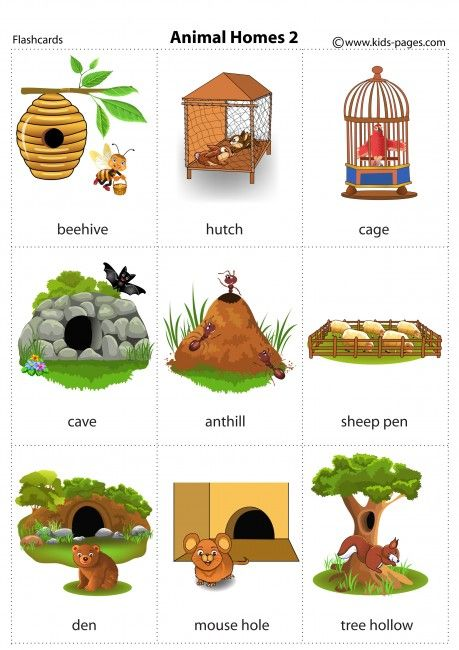 Flashcards
Animal Homes 2
©www.kids-pages.com
beehive
hutch
cage
cave
anthill
sheep pen
den
mouse hole
tree hollow